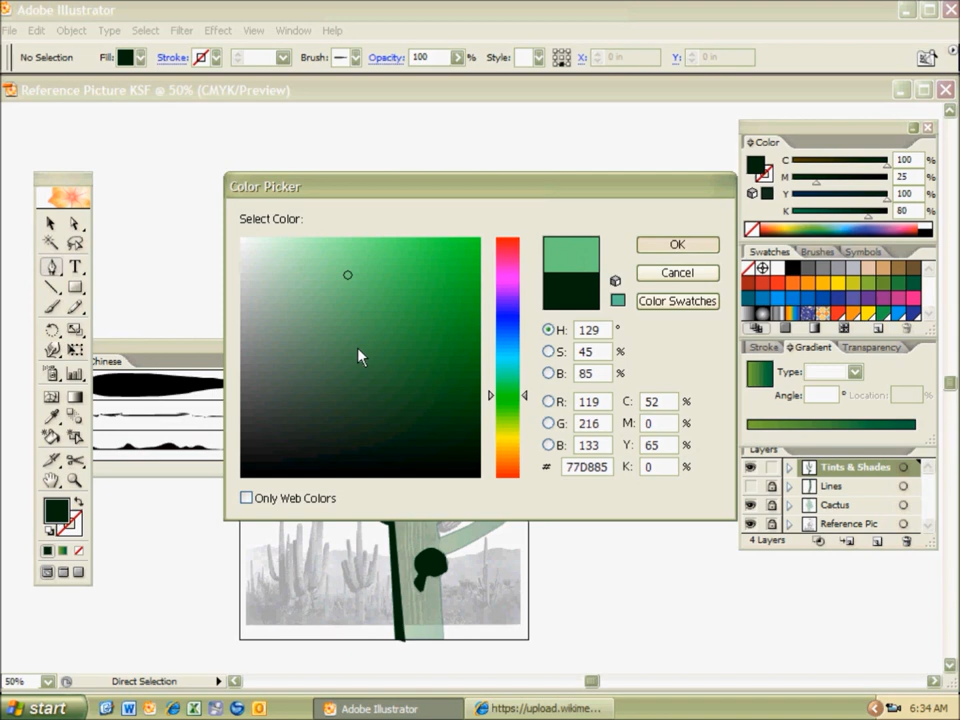 Adobe Illustrator
File Edit Object Type Select Filter Effect View Window Help
No Selection Fill: Stroke: Brush: Opacity: 100 % Style: X: 0 in Y: 0 in
Reference Picture KSF @ 50% (CMYK/Preview)
Color
C 100 %
M 25 %
Y 100 %
K 80 %
Swatches Brushes Symbols
Stroke Gradient Transparency
Type:
Angle: ° Location: %
Layers
Tints & Shades
Lines
Cactus
Reference Pic
4 Layers
Color Picker
Select Color:
OK
Cancel
Color Swatches
H: 129 °
S: 45 %
B: 85 %
R: 119 C: 52 %
G: 216 M: 0 %
B: 133 Y: 65 %
# 77D885 K: 0 %
Only Web Colors
T
Chinese
50% Direct Selection
start Adobe Illustrator https://upload.wikime... 6:34 AM